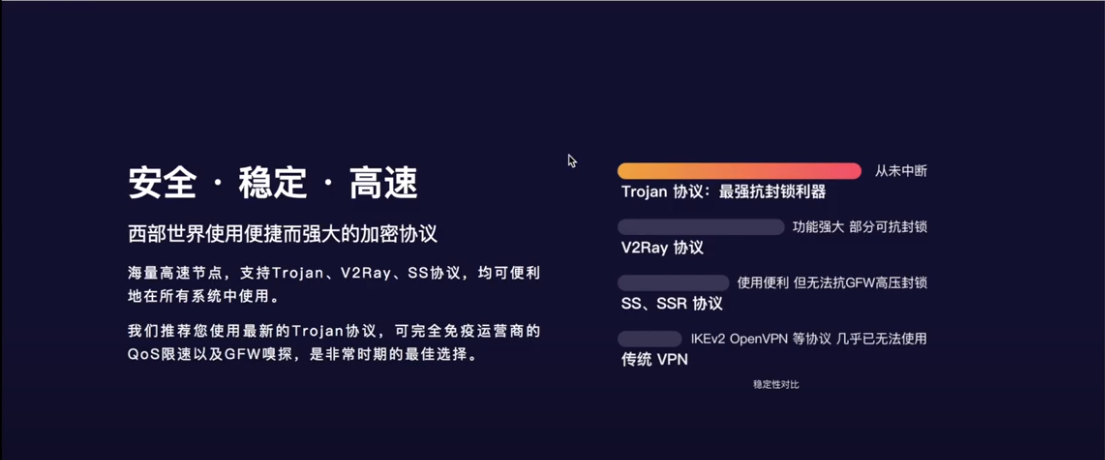 安全 · 稳定 · 高速
西部世界使用便捷而强大的加密协议
海量高速节点，支持Trojan、V2Ray、SS协议，均可便利
地在所有系统中使用。
我们推荐您使用最新的Trojan协议，可完全免疫运营商的
QoS限速以及GFW嗅探，是非常时期的最佳选择。
从未中断
Trojan 协议：最强抗封锁利器
功能强大 部分可抗封锁
V2Ray 协议
使用便利 但无法抗GFW高压封锁
SS、SSR 协议
IKEv2 OpenVPN 等协议 几乎已无法使用
传统 VPN
稳定性对比